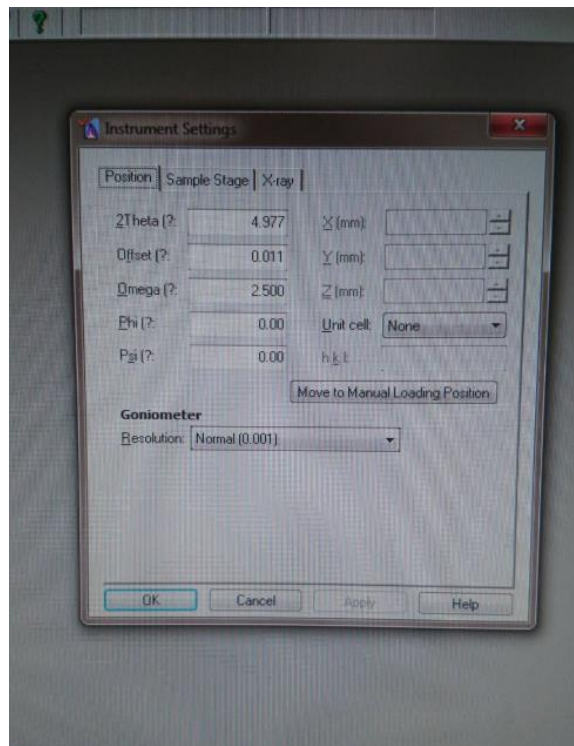 Instrument Settings
Position Sample Stage X-ray
2Theta (?: 4.977 X (mm):
Offset (?: 0.011 Y (mm):
Omega (?: 2.500 Z (mm):
Phi (?: 0.00 Unit cell: None
Psi (?: 0.00 h k l:
Move to Manual Loading Position
Goniometer
Resolution: Normal (0.001)
OK Cancel Apply Help